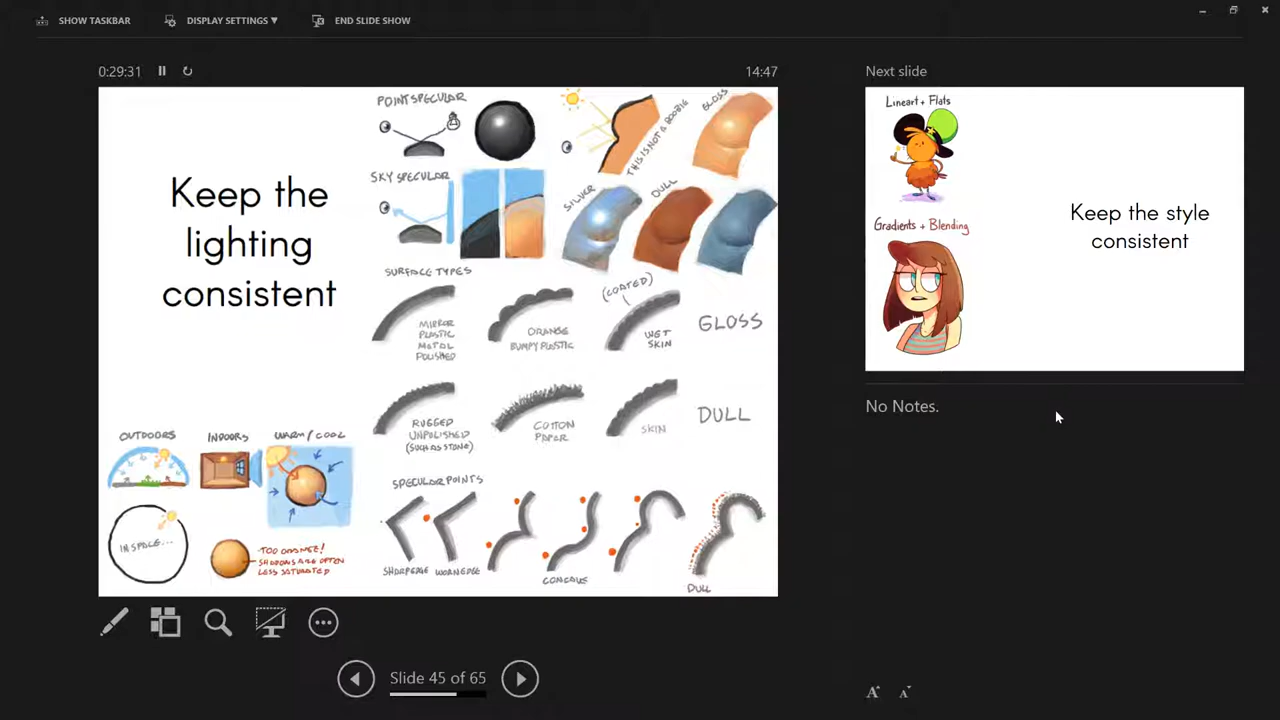 SHOW TASKBAR
DISPLAY SETTINGS ▼
END SLIDE SHOW
0:29:31
14:47
Next slide
Keep the
lighting
consistent
POINT SPECULAR
THIS IS NOT A BOOBIE
GLOSS
SKY SPECULAR
SILVER
DULL
SURFACE TYPES
MIRROR
PLASTIC
METAL
POLISHED
ORANGE
BUMPY PLASTIC
(COATED)
WET
SKIN
GLOSS
RUGGED
UNPOLISHED
(SUCH AS STONE)
COTTON
PAPER
SKIN
DULL
OUTDOORS
INDOORS
WARM/COOL
IN SPACE...
-TOO ORANGE!
SHADOWS ARE OFTEN
LESS SATURATED
SPECULAR POINTS
SHARP EDGE
WORN EDGE
CONCAVE
DULL
Lineart + Flats
Gradients + Blending
Keep the style
consistent
No Notes.
Slide 45 of 65
A
A